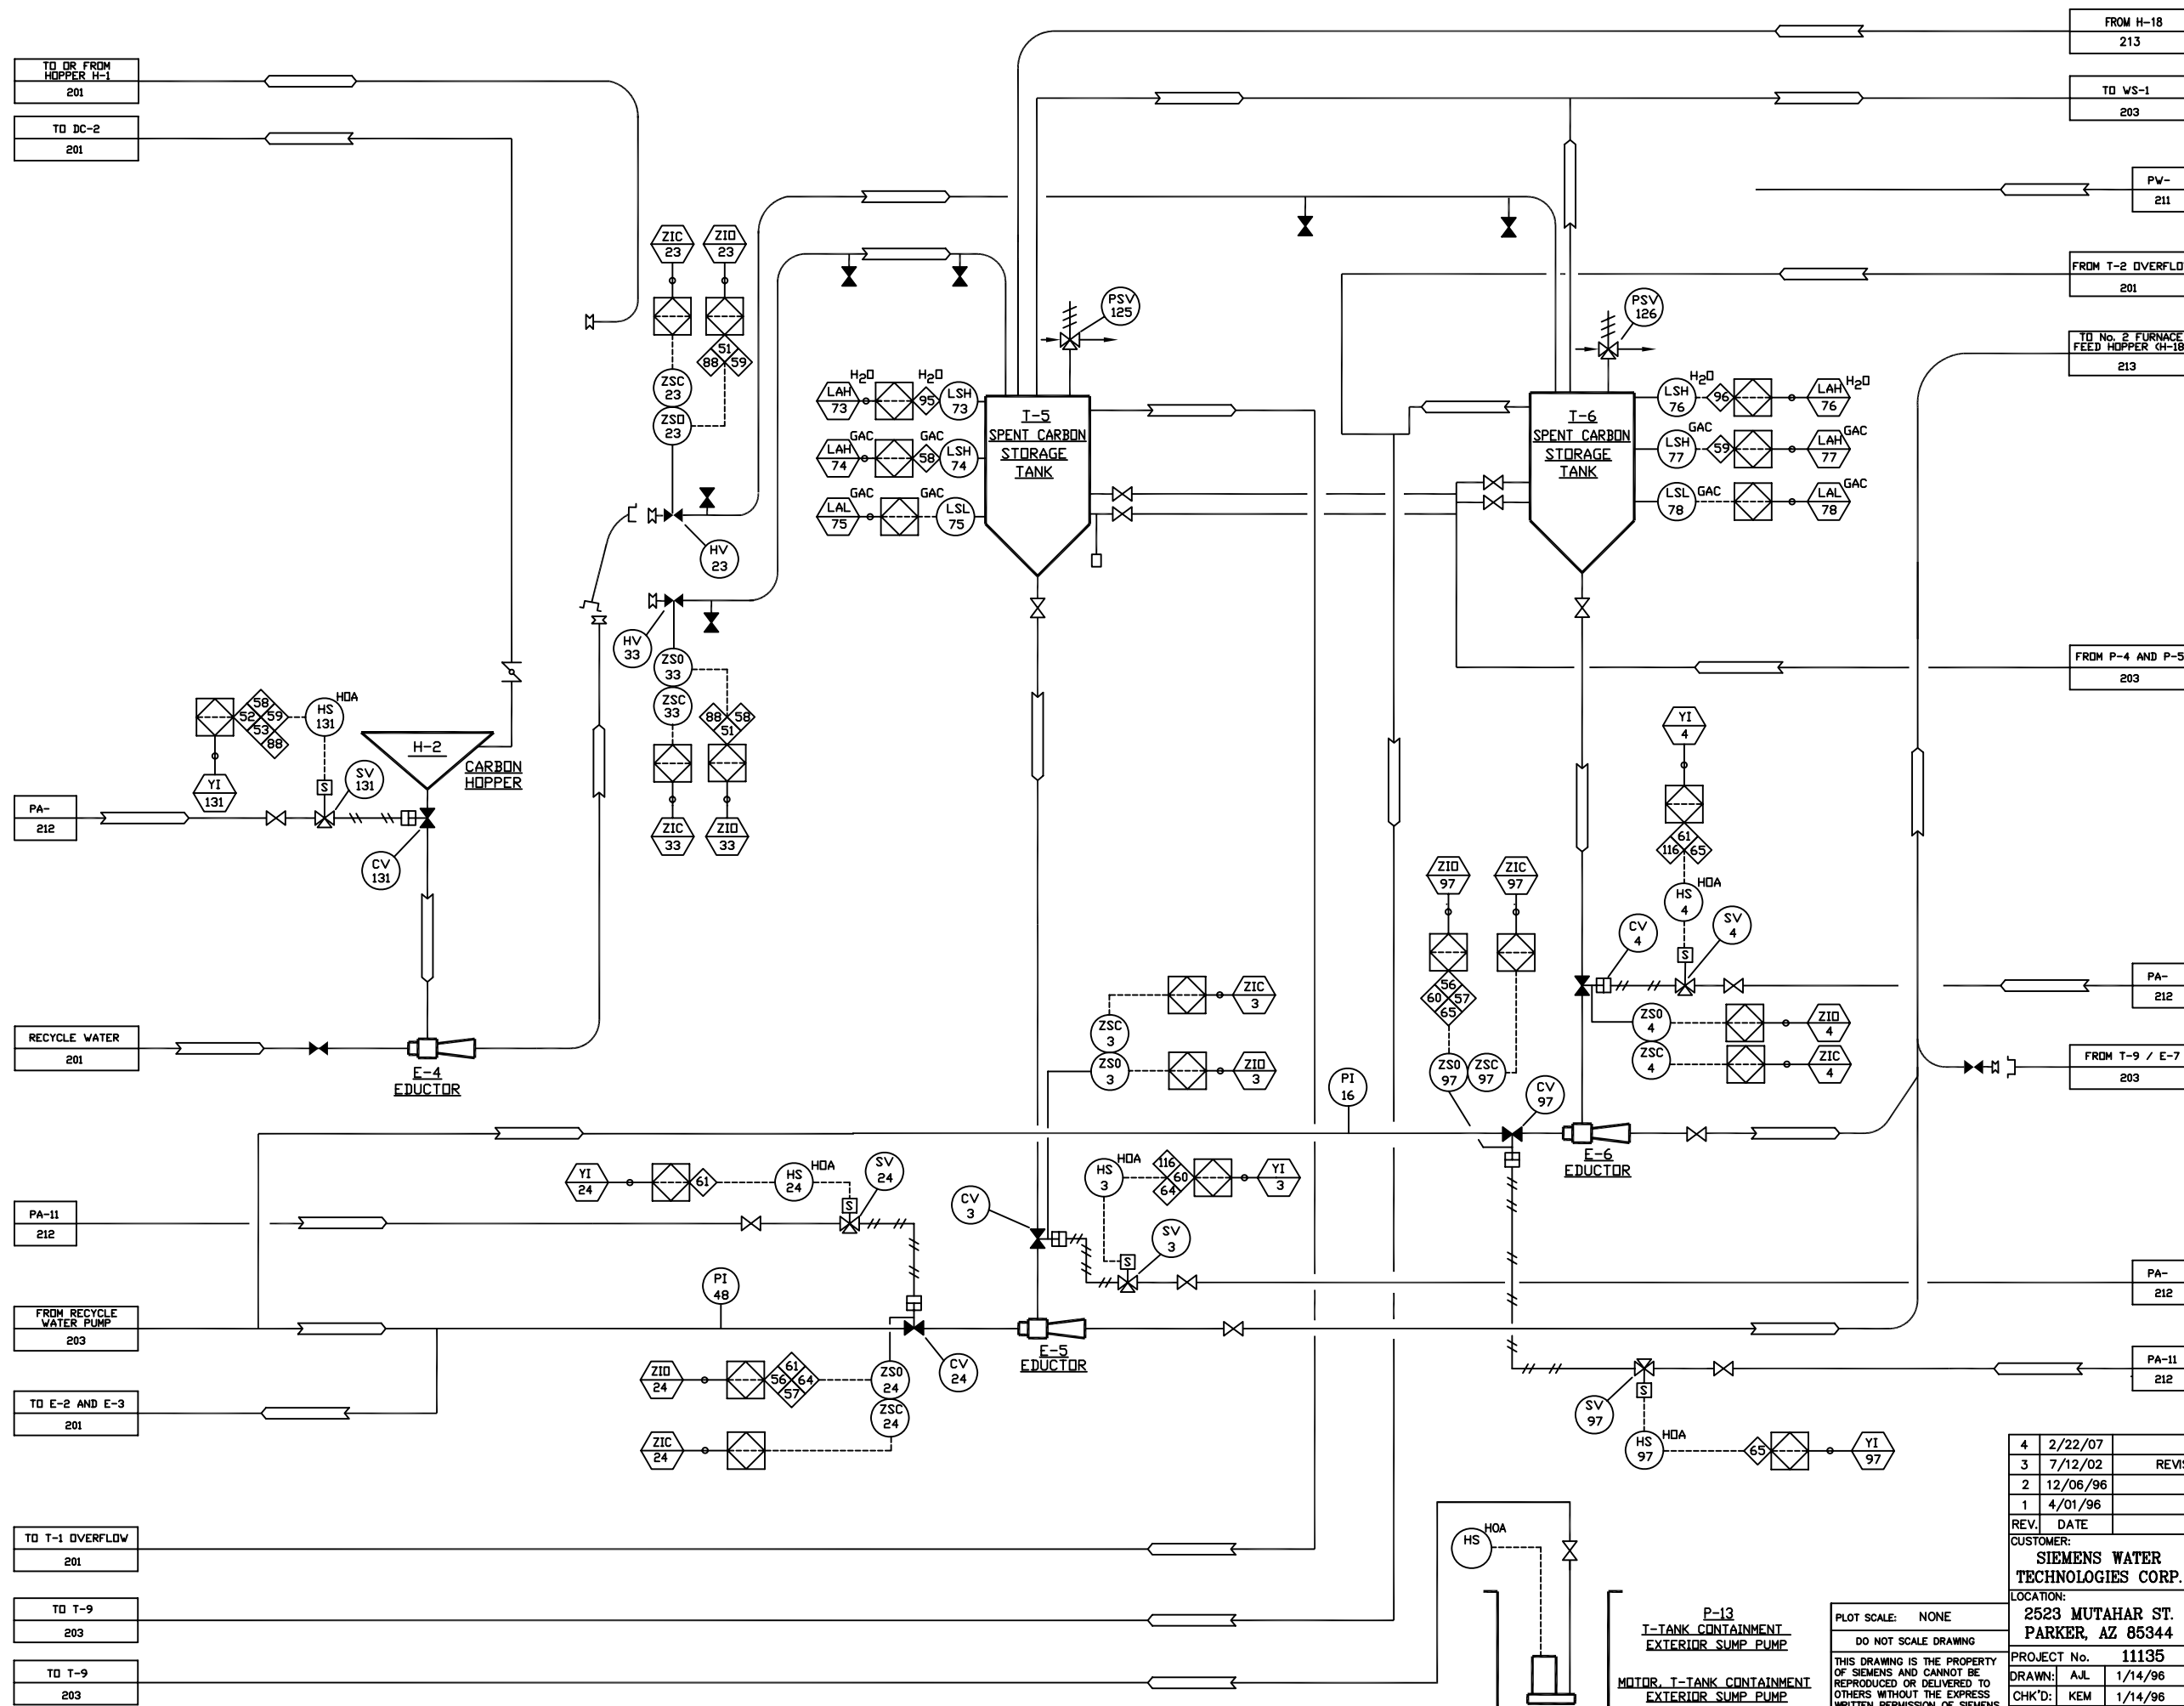 FROM H-18
213
TO OR FROM
HOPPER H-1
201
TO WS-1
203
TO DC-2
201
PW-
211
ZIC
23
ZIO
23
FROM T-2 OVERFLO
201
PSV
125
PSV
126
51
88
59
TO No. 2 FURNACE
FEED HOPPER (H-18
213
ZSC
23
ZSO
23
LAH
73
H2O
H2O
95
LSH
73
LAH
74
GAC
GAC
58
LSH
74
LAL
75
GAC
GAC
LSL
75
T-5
SPENT CARBON
STORAGE
TANK
T-6
SPENT CARBON
STORAGE
TANK
LSH
76
H2O
96
LAH
76
H2O
LSH
77
GAC
59
LAH
77
GAC
LSL
78
GAC
LAL
78
GAC
HV
23
HV
33
ZSO
33
ZSC
33
88
58
51
ZIC
33
ZIO
33
FROM P-4 AND P-5
203
58
52
59
53
88
HS
131
HOA
YI
131
SV
131
H-2
CARBON
HOPPER
PA-
212
S
CV
131
YI
4
61
116
65
HS
4
HOA
ZIO
97
ZIC
97
CV
4
SV
4
S
56
60
57
65
PA-
212
ZIC
3
ZSC
3
ZSO
3
ZIO
3
ZSO
4
ZIO
4
ZSC
4
ZIC
4
ZSO
97
ZSC
97
RECYCLE WATER
201
E-4
EDUCTOR
FROM T-9 / E-7
203
PI
16
CV
97
E-6
EDUCTOR
YI
24
61
HS
24
HOA
SV
24
S
HS
3
HOA
116
60
64
YI
3
PA-11
212
CV
3
SV
3
S
PA-
212
PI
48
FROM RECYCLE
WATER PUMP
203
E-5
EDUCTOR
CV
24
ZIO
24
61
56
64
57
ZSO
24
ZSC
24
ZIC
24
PA-11
212
TO E-2 AND E-3
201
S
SV
97
HS
97
HOA
65
YI
97
4 2/22/07
3 7/12/02 REVI
2 12/06/96
1 4/01/96
REV. DATE
CUSTOMER:
SIEMENS WATER
TECHNOLOGIES CORP.
LOCATION:
2523 MUTAHAR ST.
PARKER, AZ 85344
PROJECT No. 11135
DRAWN: AJL 1/14/96
CHK'D: KEM 1/14/96
TO T-1 OVERFLOW
201
HS
HOA
TO T-9
203
P-13
T-TANK CONTAINMENT
EXTERIOR SUMP PUMP
PLOT SCALE: NONE
DO NOT SCALE DRAWING
THIS DRAWING IS THE PROPERTY
OF SIEMENS AND CANNOT BE
REPRODUCED OR DELIVERED TO
OTHERS WITHOUT THE EXPRESS
WRITTEN PERMISSION OF SIEMENS
TO T-9
203
MOTOR, T-TANK CONTAINMENT
EXTERIOR SUMP PUMP